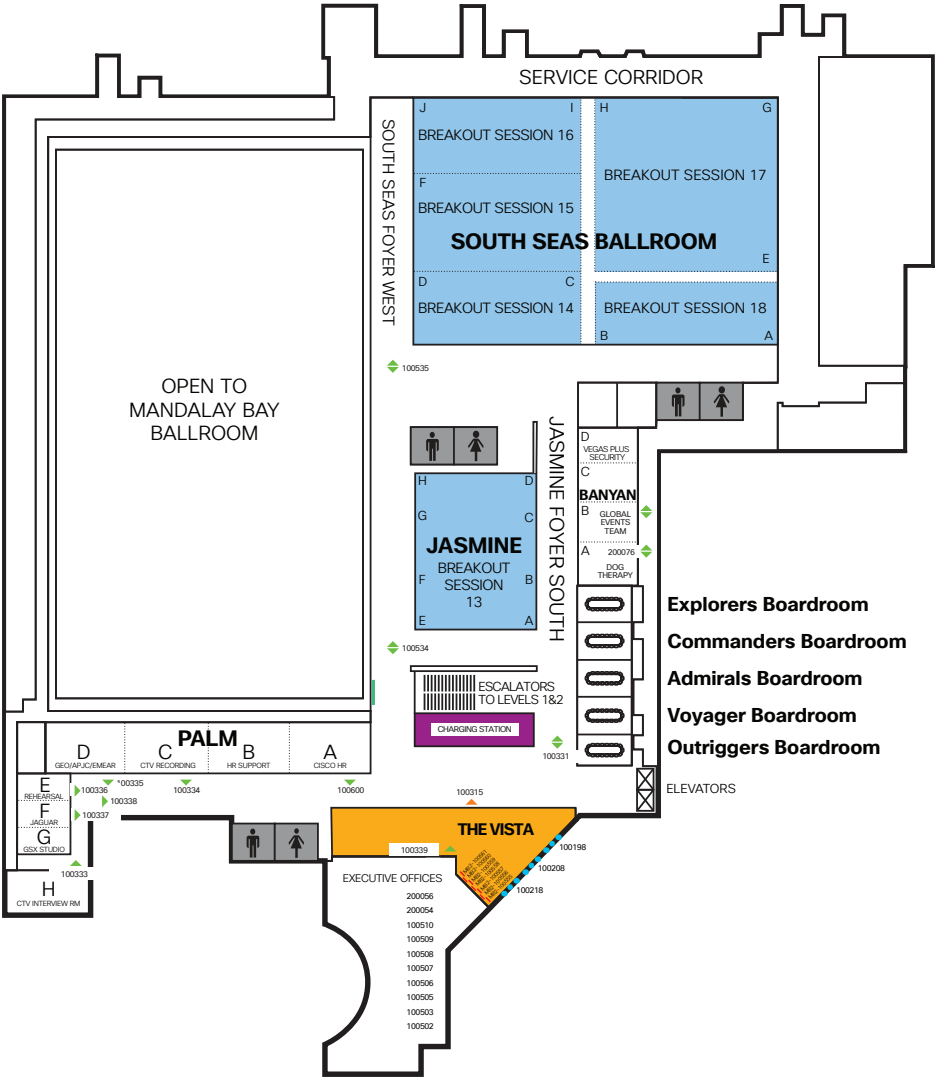 SERVICE CORRIDOR
SOUTH SEAS FOYER WEST
J
I
BREAKOUT SESSION 16
H
G
BREAKOUT SESSION 17
F
BREAKOUT SESSION 15
SOUTH SEAS BALLROOM
E
D
C
BREAKOUT SESSION 14
BREAKOUT SESSION 18
B
A
OPEN TO
MANDALAY BAY
BALLROOM
100535
JASMINE FOYER SOUTH
D
VEGAS PLUS
SECURITY
C
BANYAN
B
GLOBAL
EVENTS
TEAM
A
200076
DOG
THERAPY
H
D
G
C
JASMINE
BREAKOUT
SESSION
13
F
B
E
A
Explorers Boardroom
Commanders Boardroom
Admirals Boardroom
Voyager Boardroom
Outriggers Boardroom
100534
ESCALATORS
TO LEVELS 1&2
CHARGING STATION
100331
ELEVATORS
PALM
D
GEO/APJC/EMEAR
C
CTV RECORDING
B
HR SUPPORT
A
CISCO HR
E
REHEARSAL
F
JAGUAR
G
GSX STUDIO
H
CTV INTERVIEW RM
100336
*00335
100338
100337
100334
100600
100333
100315
THE VISTA
100339
100198
100208
100218
EXECUTIVE OFFICES
200056
200054
100510
100509
100508
100507
100506
100505
100503
100502